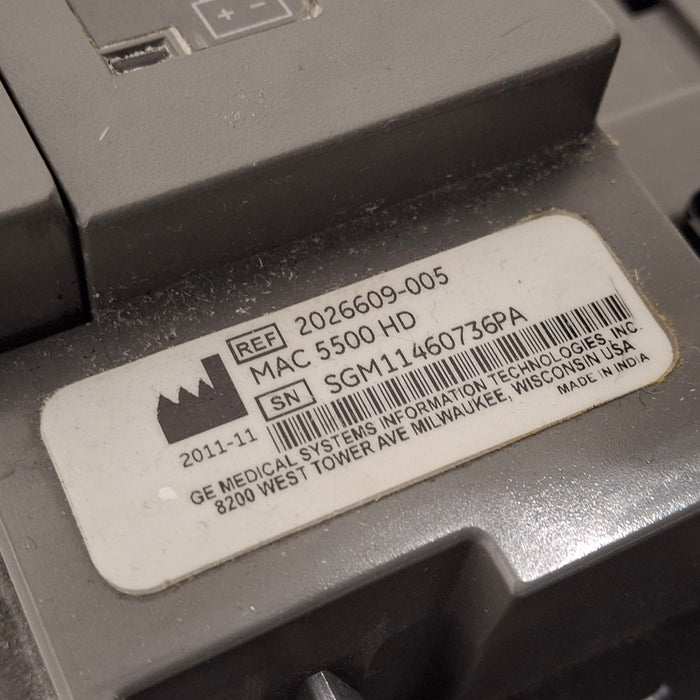 + -
REF 2026609-005
MAC 5500 HD
SN SGM11460736PA
2011-11
GE MEDICAL SYSTEMS INFORMATION TECHNOLOGIES, INC.
8200 WEST TOWER AVE MILWAUKEE, WISCONSIN USA
MADE IN INDIA